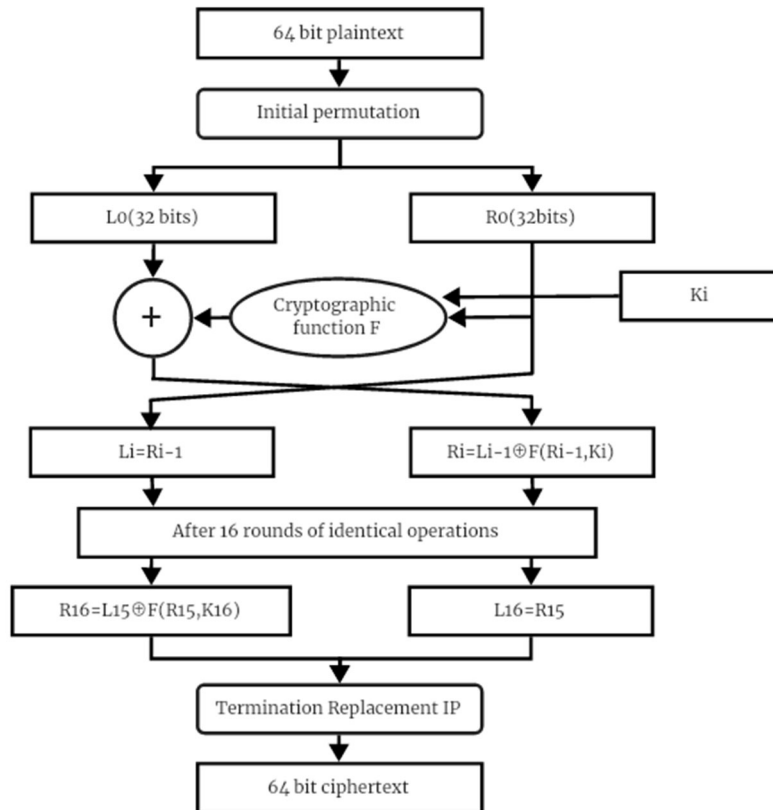 64 bit plaintext
Initial permutation
L0(32 bits)
R0(32bits)
Ki
+
Cryptographic
function F
Li=Ri-1
Ri=Li-1⊕F(Ri-1,Ki)
After 16 rounds of identical operations
R16=L15⊕F(R15,K16)
L16=R15
Termination Replacement IP
64 bit ciphertext